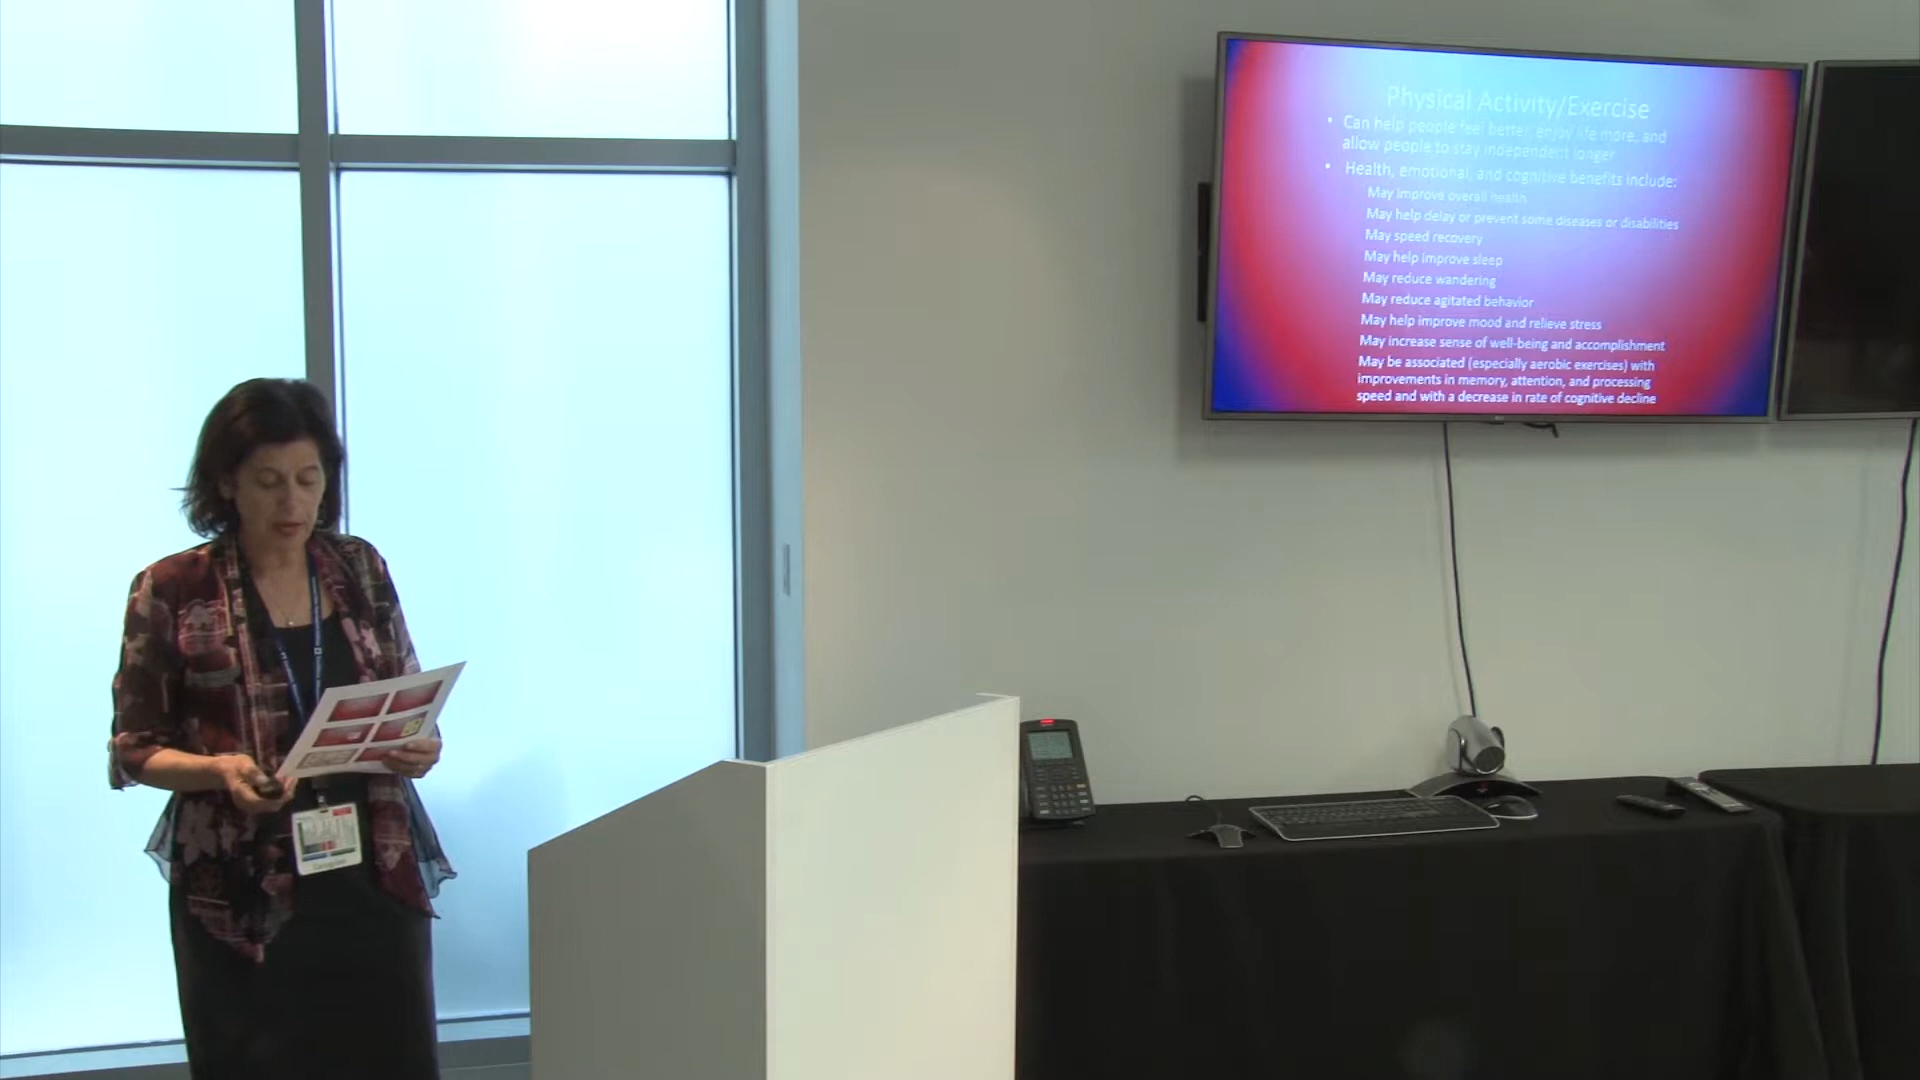 Physical Activity/Exercise
• Can help people feel better, enjoy life more, and
allow people to stay independent longer
• Health, emotional, and cognitive benefits include:
May improve overall health
May help delay or prevent some diseases or disabilities
May speed recovery
May help improve sleep
May reduce wandering
May reduce agitated behavior
May help improve mood and relieve stress
May increase sense of well-being and accomplishment
May be associated (especially aerobic exercises) with
improvements in memory, attention, and processing
speed and with a decrease in rate of cognitive decline